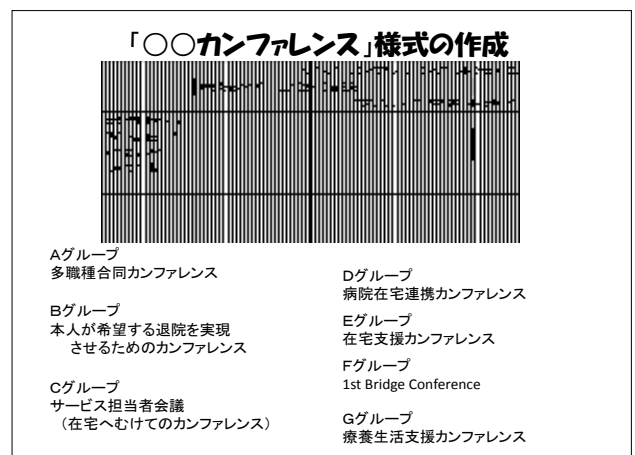 「○○カンファレンス」様式の作成
Aグループ
多職種合同カンファレンス
Bグループ
本人が希望する退院を実現
させるためのカンファレンス
Cグループ
サービス担当者会議
（在宅へむけてのカンファレンス）
Dグループ
病院在宅連携カンファレンス
Eグループ
在宅支援カンファレンス
Fグループ
1st Bridge Conference
Gグループ
療養生活支援カンファレンス